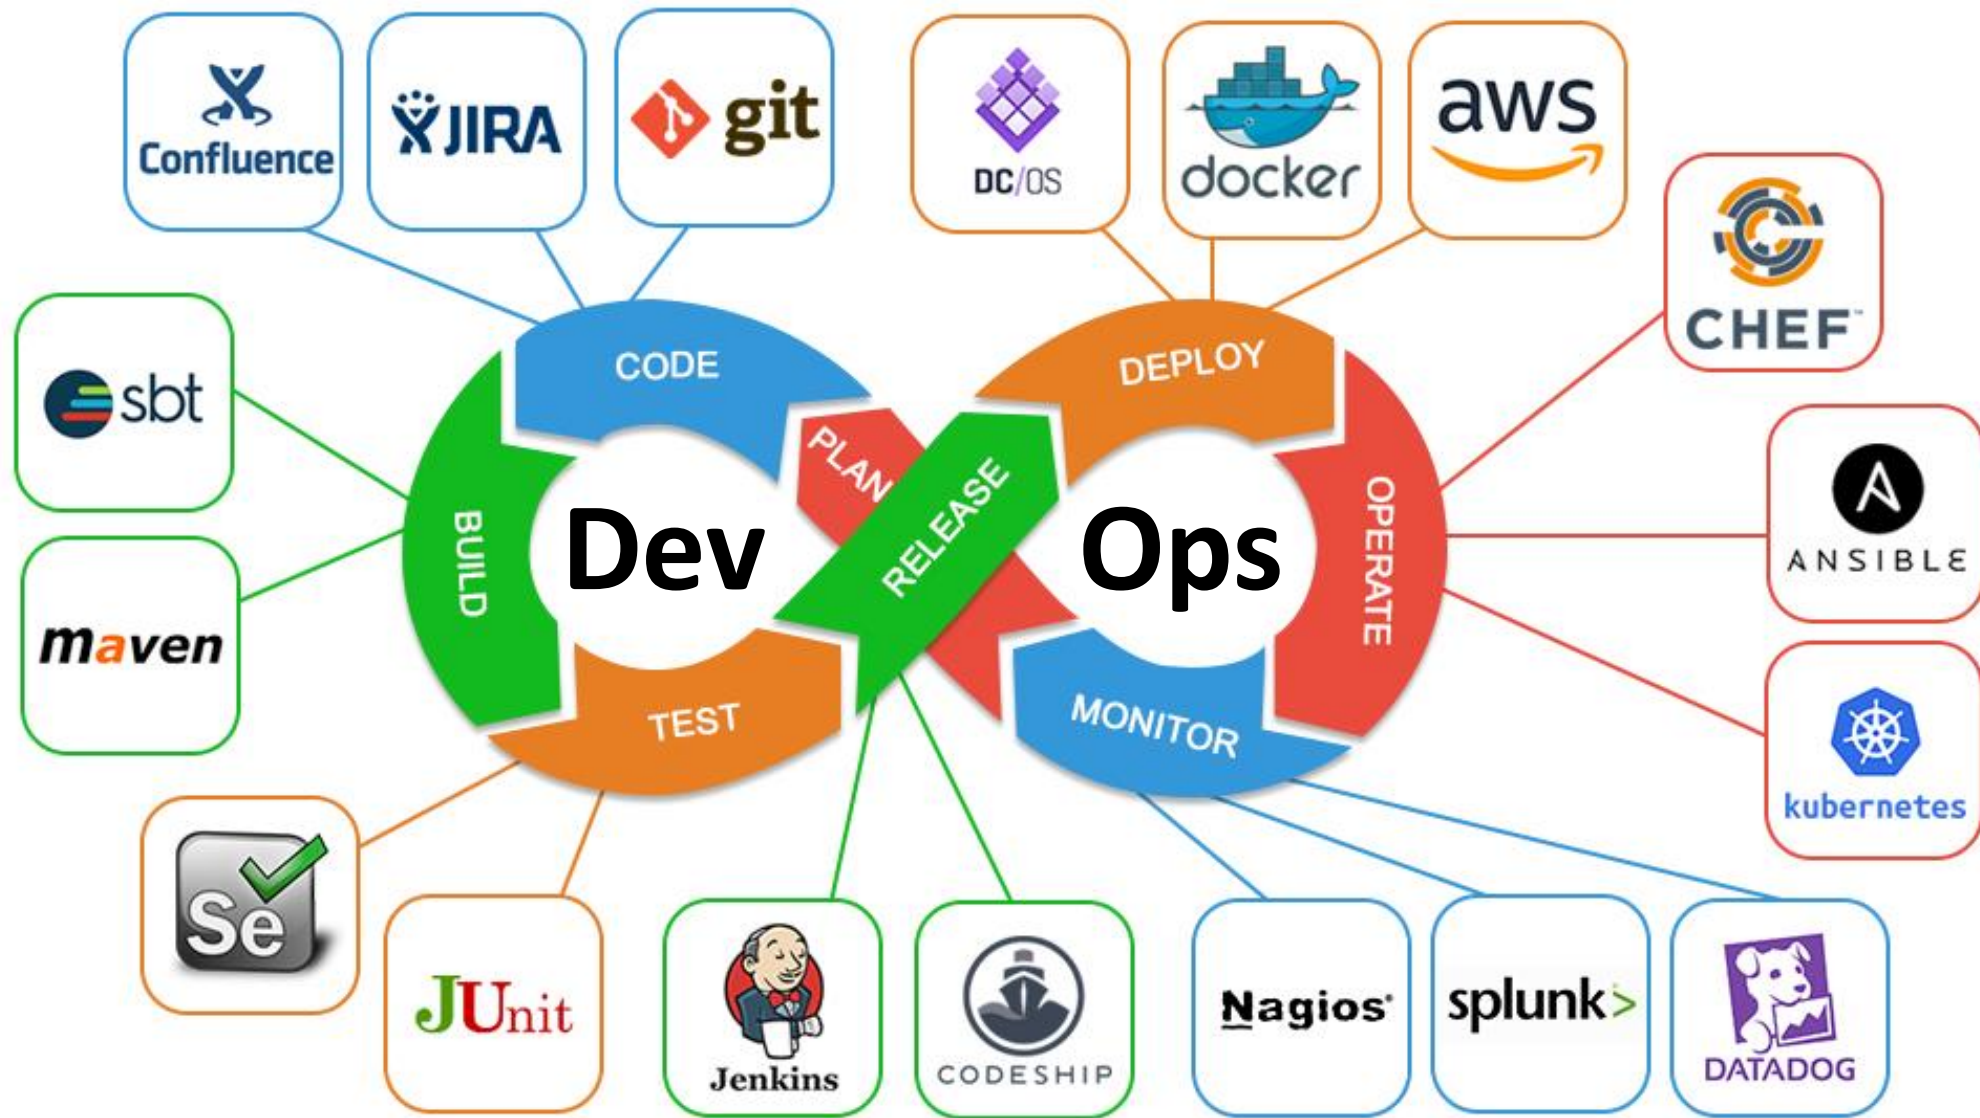 Confluence
JIRA
git
DC/OS
docker
aws
CHEF™
sbt
CODE
DEPLOY
PLAN
RELEASE
BUILD
Dev
Ops
OPERATE
ANSIBLE
maven
TEST
MONITOR
kubernetes
Se
JUnit
Jenkins
CODESHIP
Nagios®
splunk>
DATADOG